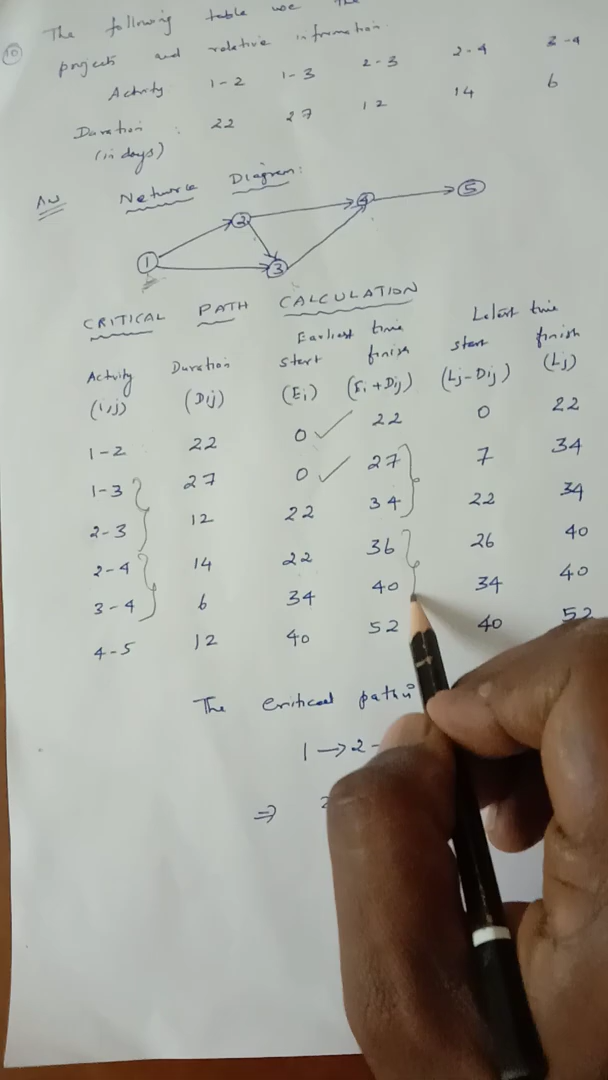 10 The following table use the
projects and relative information.
Activity 1-2 1-3 2-3 2-4 3-4
Duration : 22 27 12 14 6
(in days)
Network Diagram:
1 2 3 4 5
CRITICAL PATH CALCULATION
Earliest time Latest time
Activity Duration start finish start finish
(i,j) (Dij) (Ei) (Ei + Dij) (Lj - Dij) (Lj)
1-2 22 0 22 0 22
1-3 27 0 27 7 34
2-3 12 22 34 22 34
2-4 14 22 36 26 40
3-4 6 34 40 34 40
4-5 12 40 52 40 52
The critical path
1 → 2 -
⇒